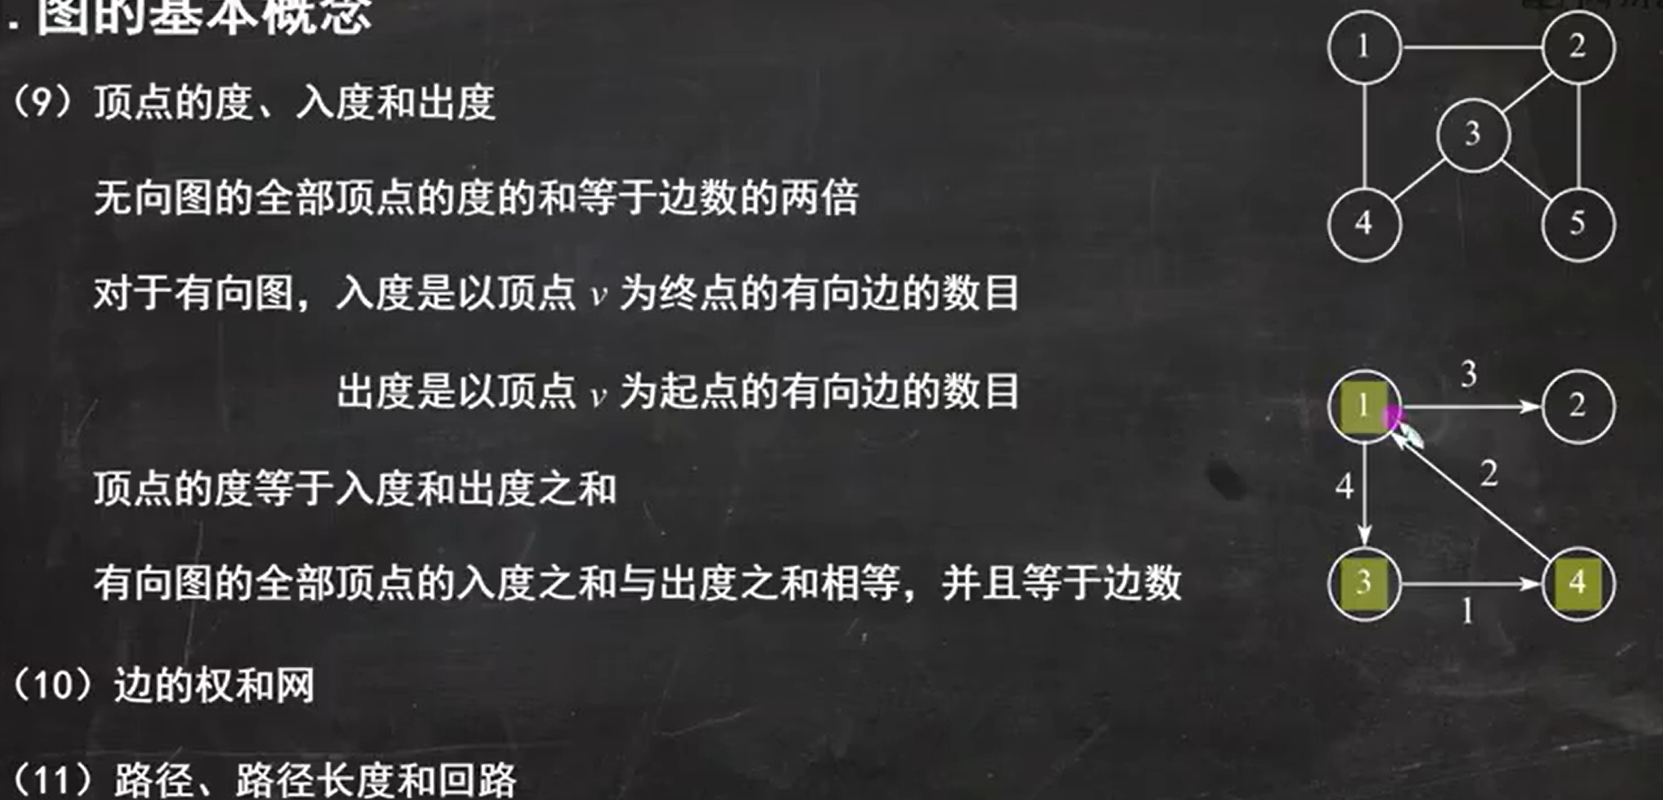 . 图的基本概念
（9）顶点的度、入度和出度
无向图的全部顶点的度的和等于边数的两倍
对于有向图，入度是以顶点 v 为终点的有向边的数目
出度是以顶点 v 为起点的有向边的数目
顶点的度等于入度和出度之和
有向图的全部顶点的入度之和与出度之和相等，并且等于边数
（10）边的权和网
（11）路径、路径长度和回路
1 2
3
4 5
3
1 2
4 2
3 4
1